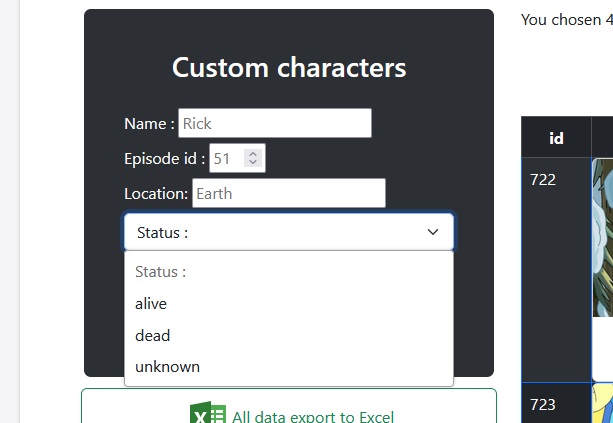 You chosen 4
Custom characters
Name : Rick
Episode id : 51
Location: Earth
Status :
Status :
alive
dead
unknown
All data export to Excel
id
722
723